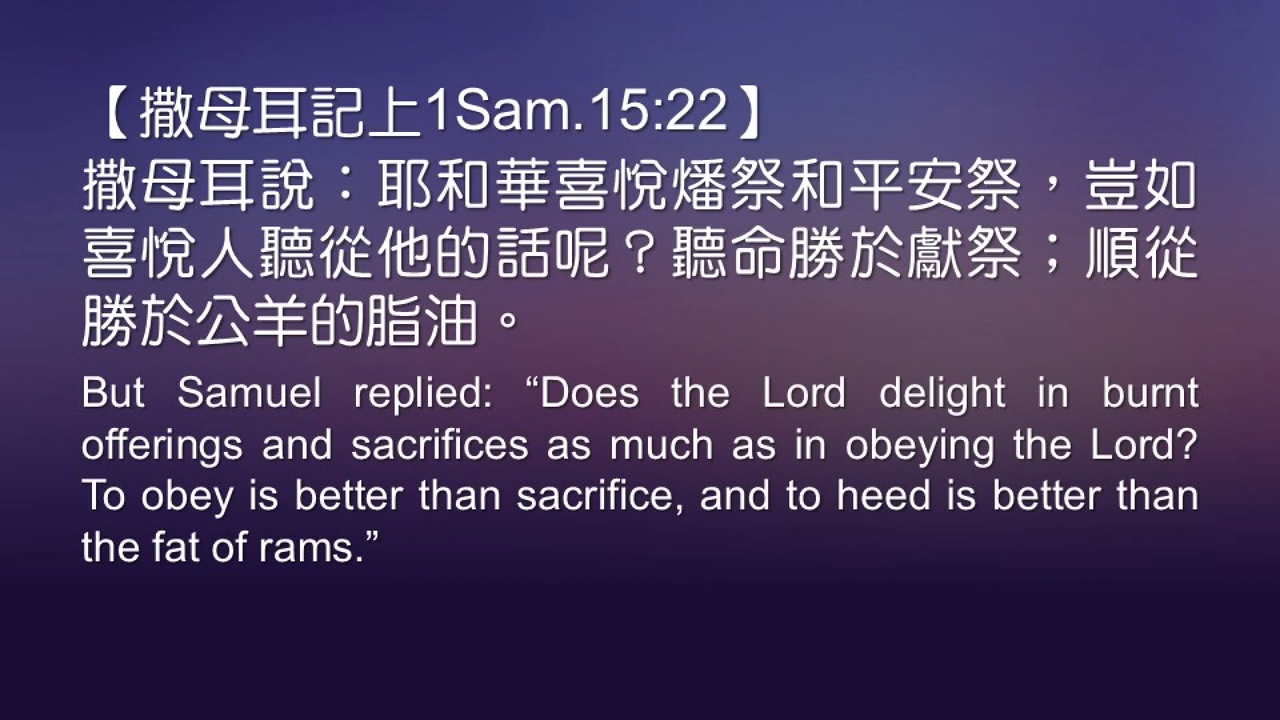 【撒母耳記上1Sam.15:22】
撒母耳說：耶和華喜悅燔祭和平安祭，豈如
喜悅人聽從他的話呢？聽命勝於獻祭；順從
勝於公羊的脂油。
But Samuel replied: “Does the Lord delight in burnt
offerings and sacrifices as much as in obeying the Lord?
To obey is better than sacrifice, and to heed is better than
the fat of rams.”